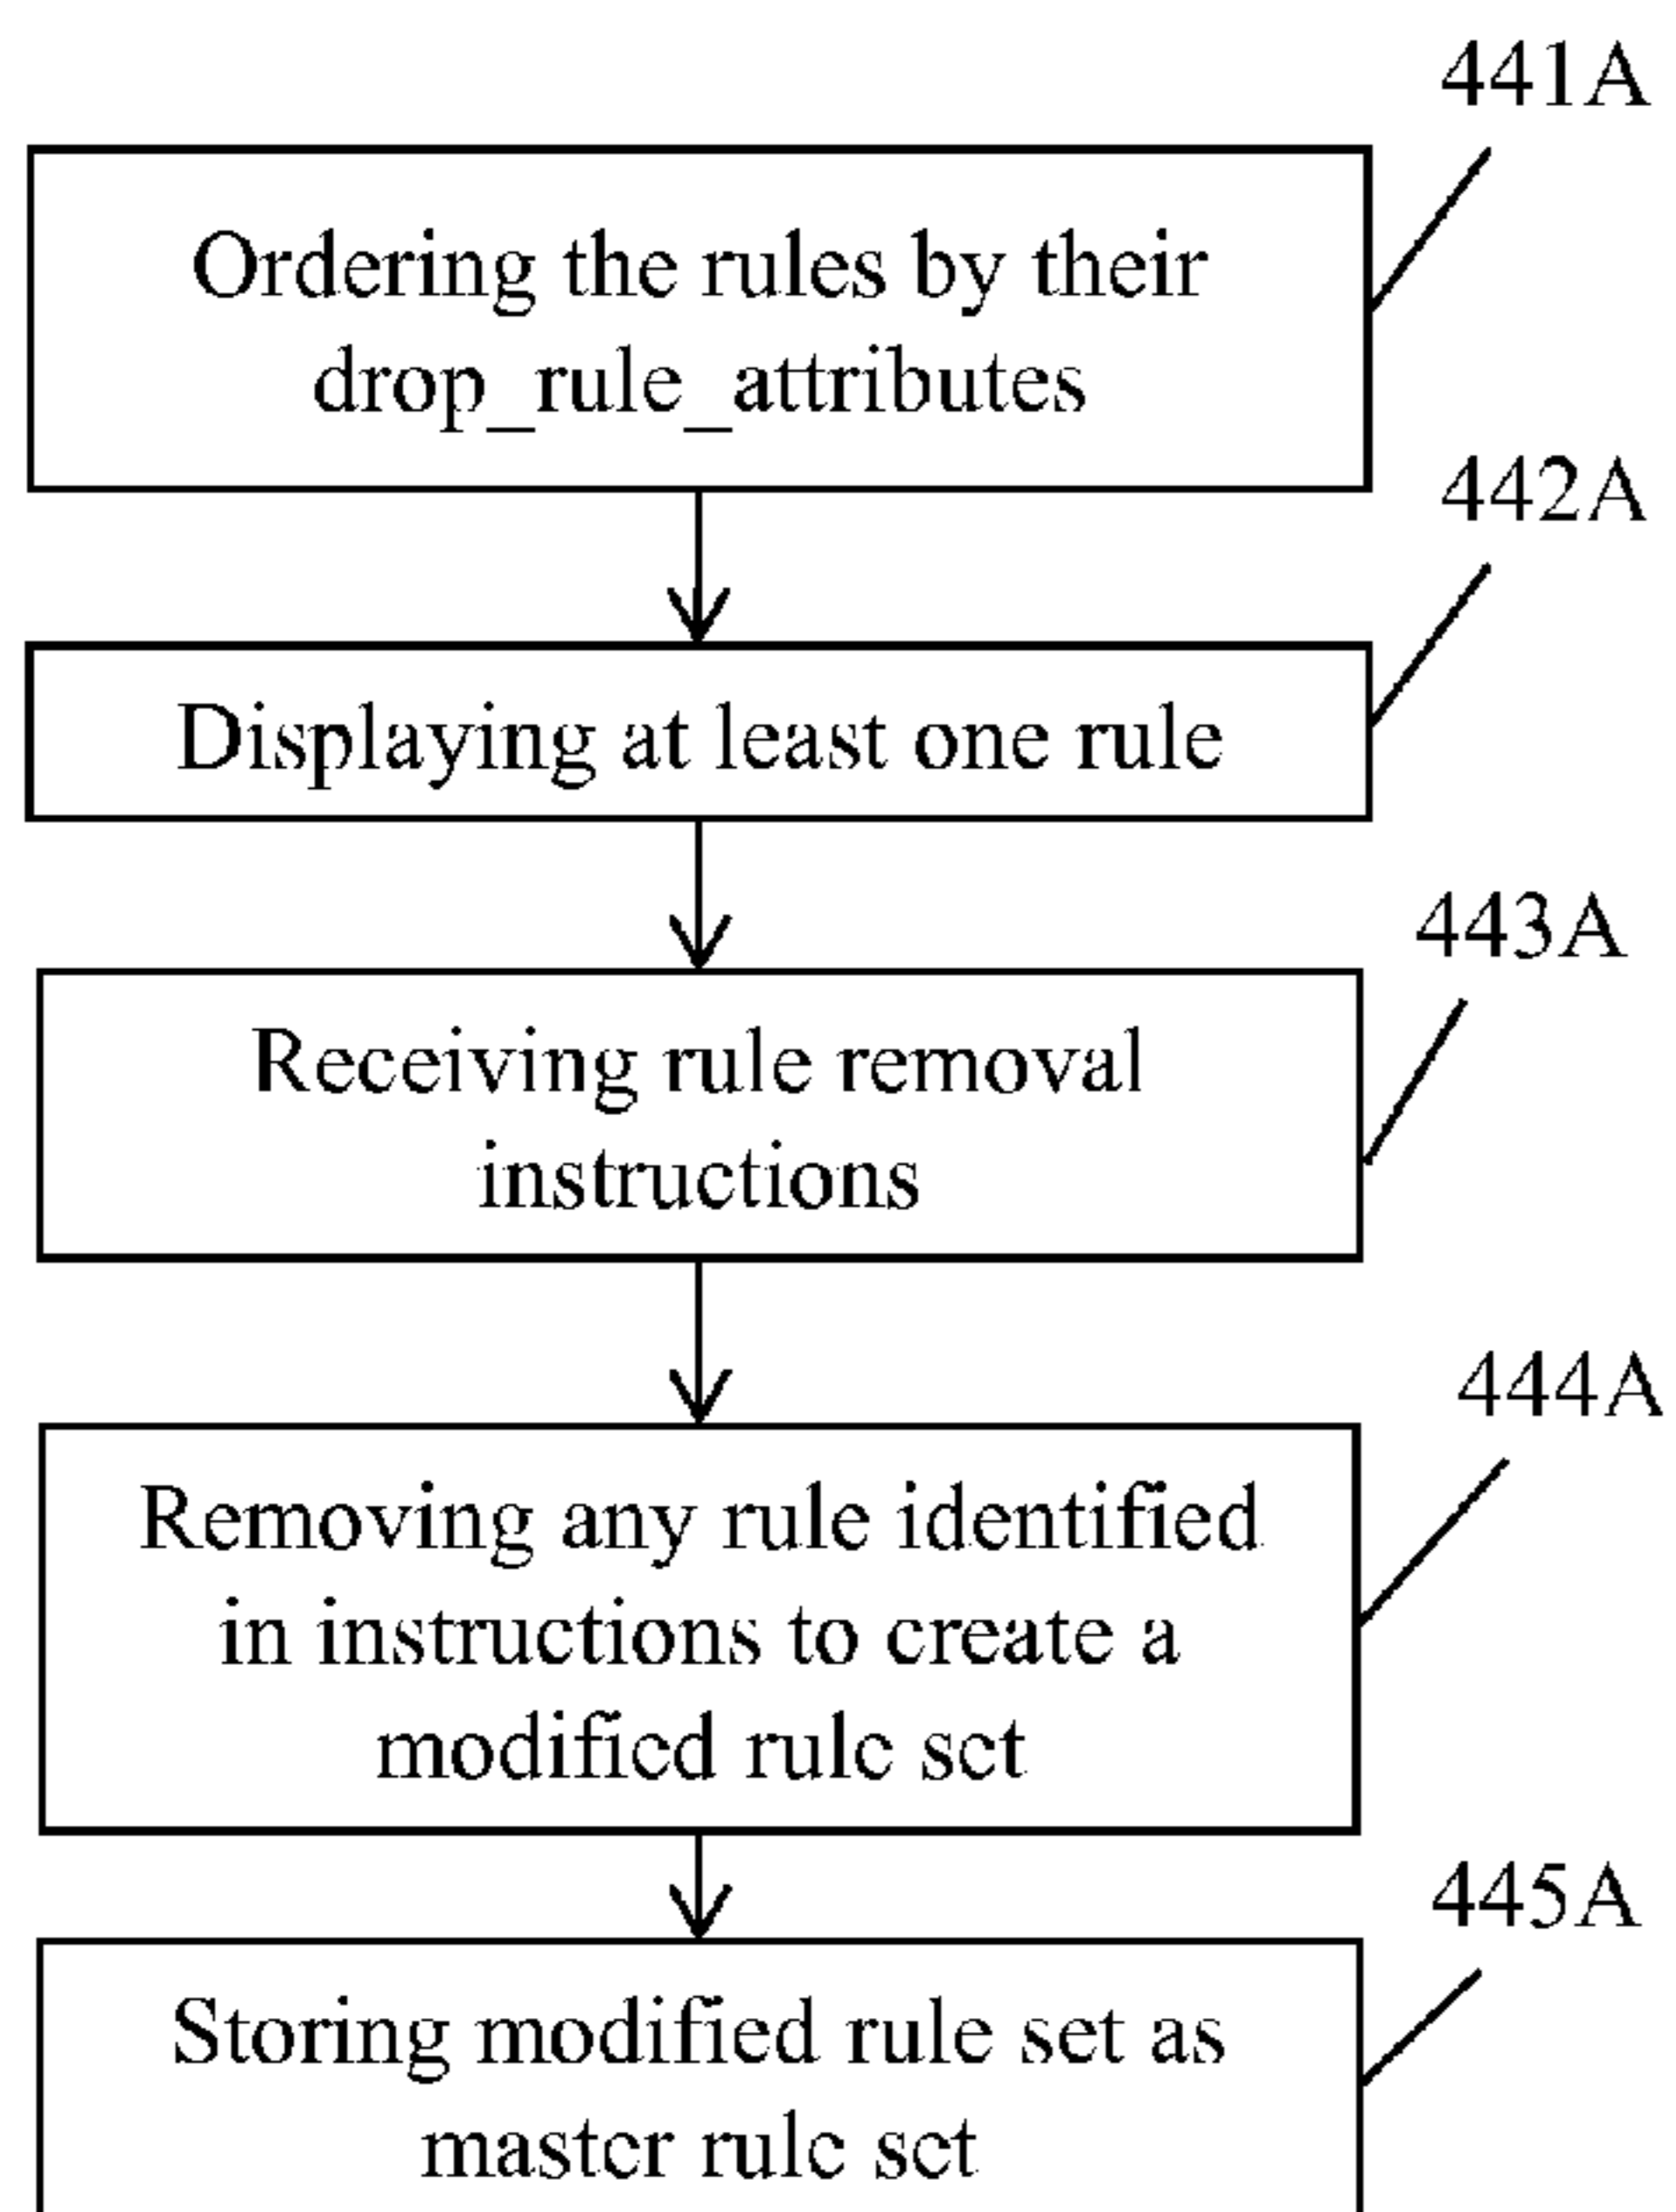 441A
Ordering the rules by their
drop_rule_attributes
442A
Displaying at least one rule
443A
Receiving rule removal
instructions
444A
Removing any rule identified
in instructions to create a
modified rule set
445A
Storing modified rule set as
master rule set